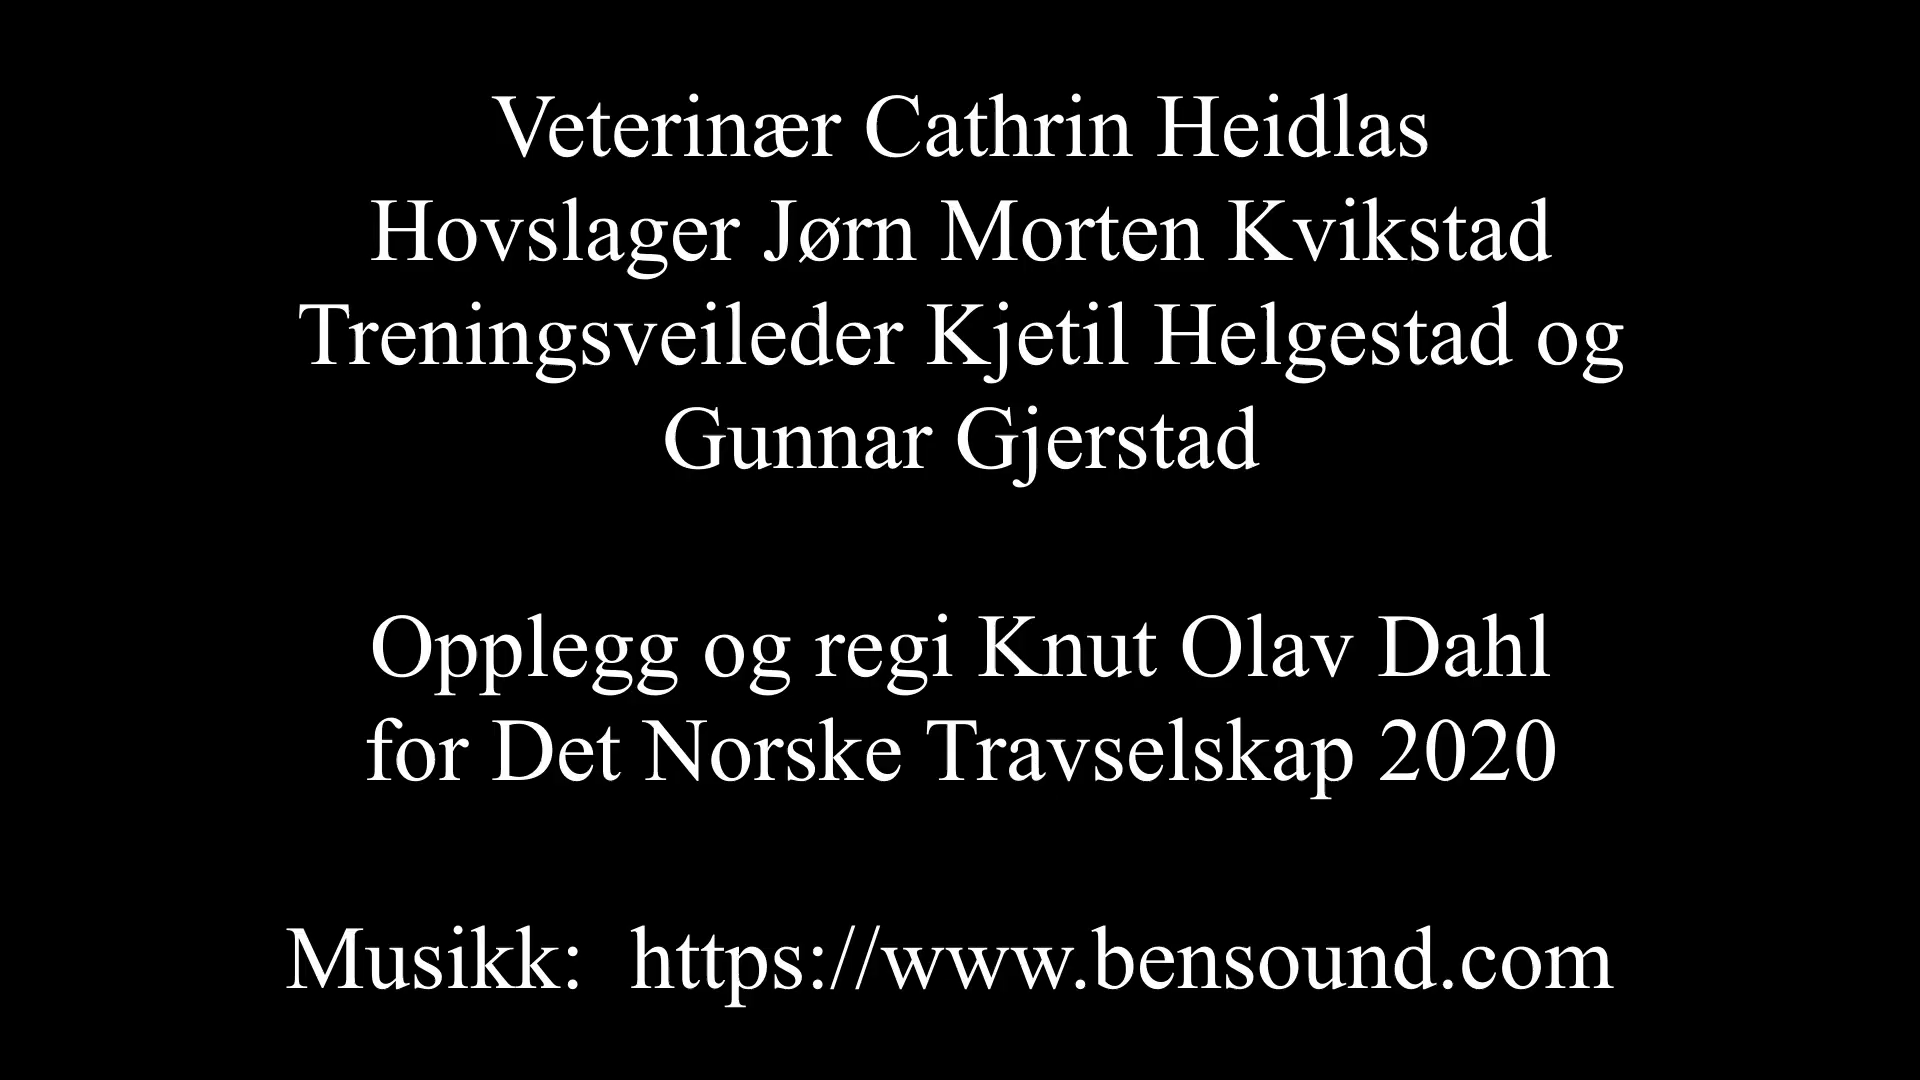 Veterinær Cathrin Heidlas
Hovslager Jørn Morten Kvikstad
Treningsveileder Kjetil Helgestad og
Gunnar Gjerstad
Opplegg og regi Knut Olav Dahl
for Det Norske Travselskap 2020
Musikk:  https://www.bensound.com